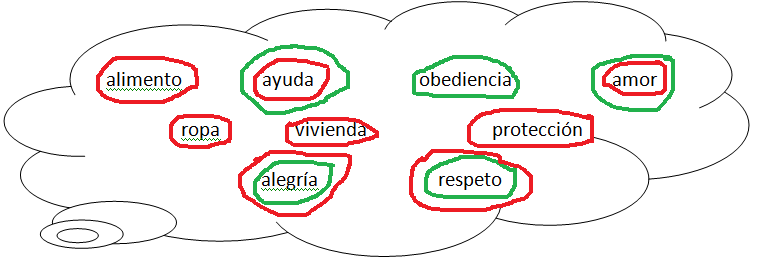 alimento ayuda obediencia amor
ropa vivienda protección
alegría respeto